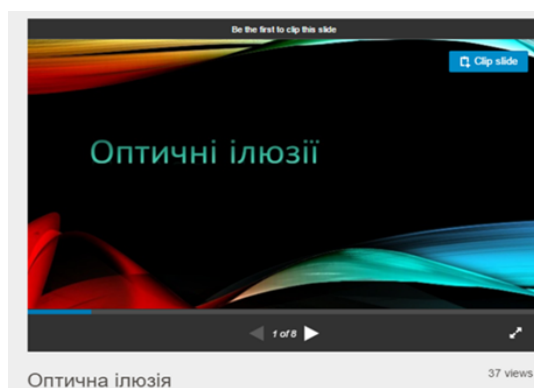 Be the first to clip this slide
Clip slide
Оптичні ілюзії
1 of 8
Оптична ілюзія
37 views